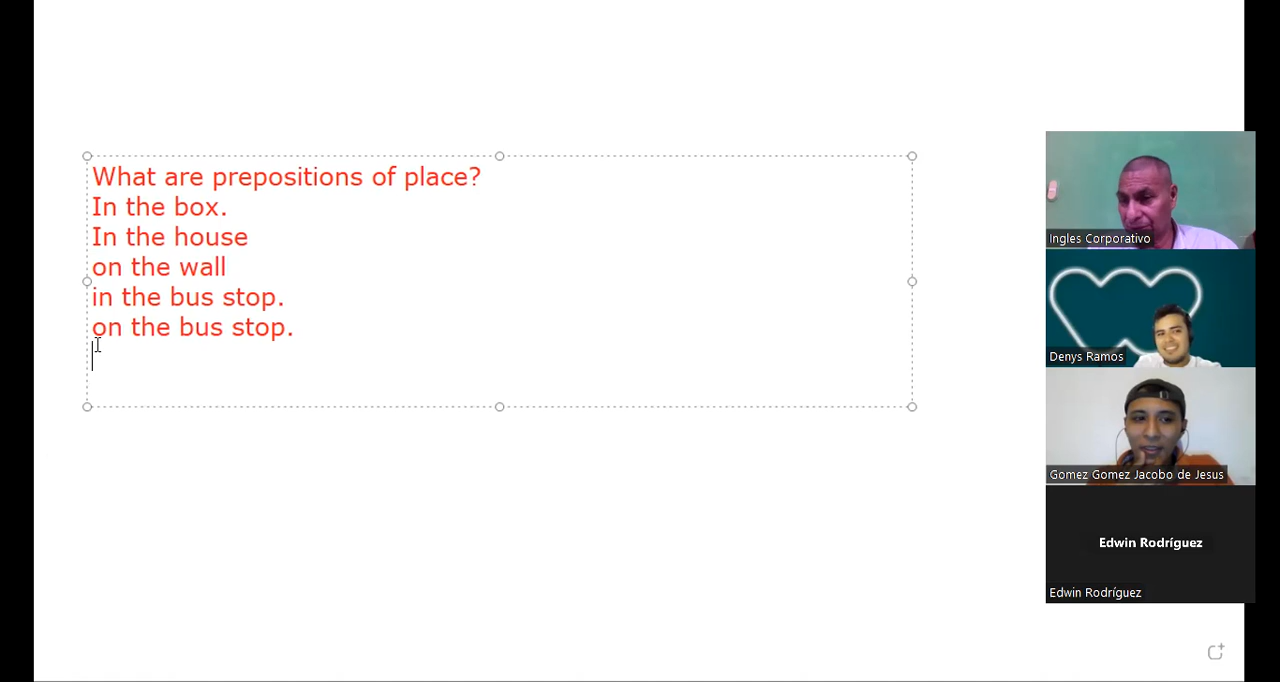 What are prepositions of place?
In the box.
In the house
on the wall
in the bus stop.
on the bus stop.
Ingles Corporativo
Denys Ramos
Gomez Gomez Jacobo de Jesus
Edwin Rodríguez
Edwin Rodríguez